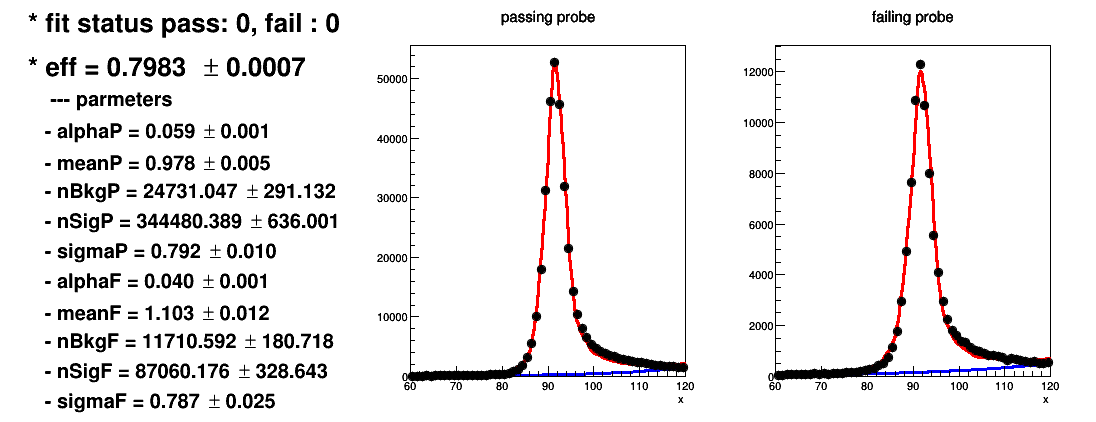 * fit status pass: 0, fail : 0
* eff = 0.7983 ± 0.0007
--- parmeters
- alphaP = 0.059 ± 0.001
- meanP = 0.978 ± 0.005
- nBkgP = 24731.047 ± 291.132
- nSigP = 344480.389 ± 636.001
- sigmaP = 0.792 ± 0.010
- alphaF = 0.040 ± 0.001
- meanF = 1.103 ± 0.012
- nBkgF = 11710.592 ± 180.718
- nSigF = 87060.176 ± 328.643
- sigmaF = 0.787 ± 0.025
passing probe
50000
40000
30000
20000
10000
0
60 70 80 90 100 110 120
x
failing probe
12000
10000
8000
6000
4000
2000
0
60 70 80 90 100 110 120
x